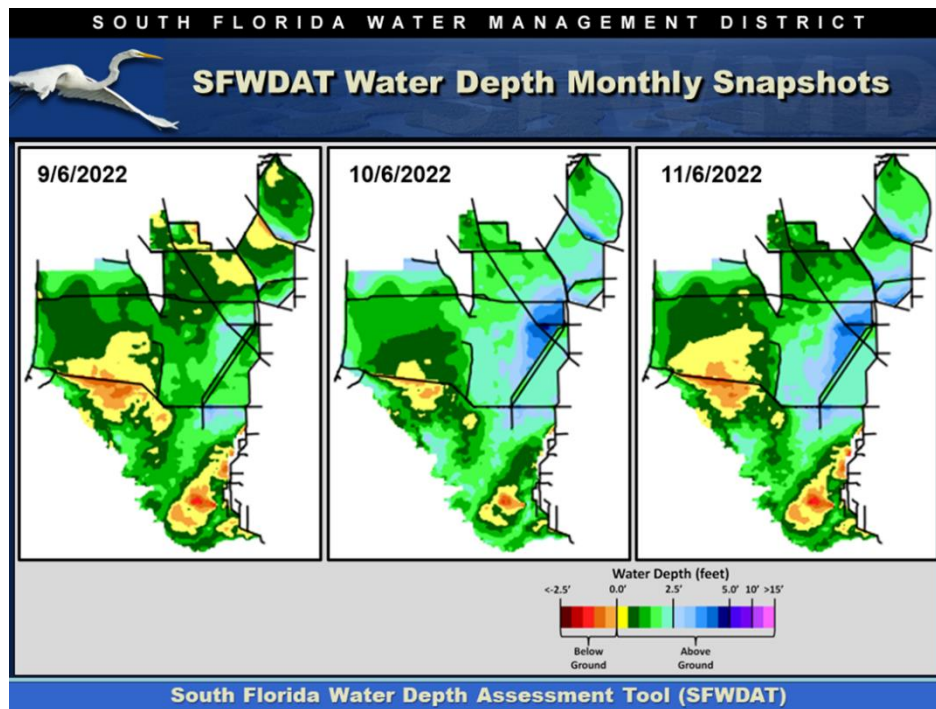 SOUTH FLORIDA WATER MANAGEMENT DISTRICT
SFWDAT Water Depth Monthly Snapshots
9/6/2022
10/6/2022
11/6/2022
Water Depth (feet)
<-2.5' 0.0' 2.5' 5.0' 10' >15'
Below Above
Ground Ground
South Florida Water Depth Assessment Tool (SFWDAT)